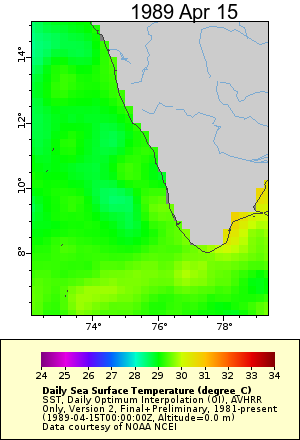 1989 Apr 15
14°
12°
10°
8°
74° 76° 78°
24 25 26 27 28 29 30 31 32 33 34
Daily Sea Surface Temperature (degree_C)
SST, Daily Optimum Interpolation (OI), AVHRR
Only, Version 2, Final+Preliminary, 1981-present
(1989-04-15T00:00:00Z, Altitude=0.0 m)
Data courtesy of NOAA NCEI